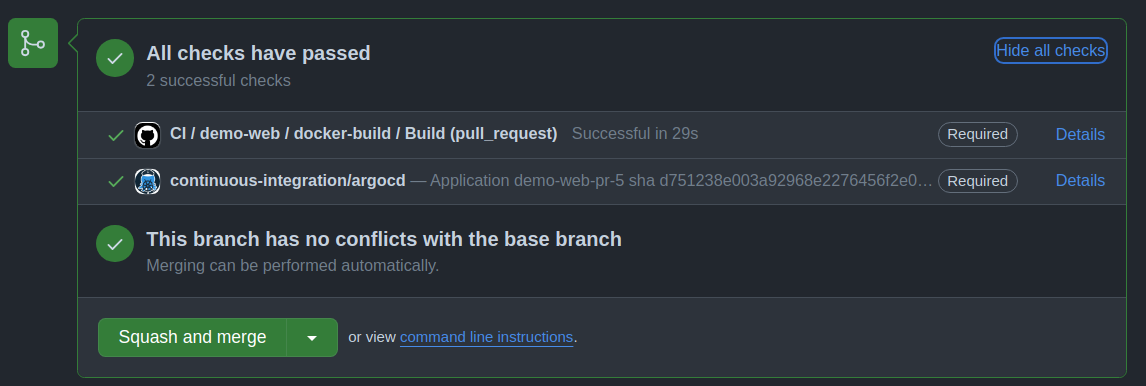 All checks have passed
Hide all checks
2 successful checks
CI / demo-web / docker-build / Build (pull_request) Successful in 29s Required Details
continuous-integration/argocd — Application demo-web-pr-5 sha d751238e003a92968e2276456f2e0… Required Details
This branch has no conflicts with the base branch
Merging can be performed automatically.
Squash and merge or view command line instructions.